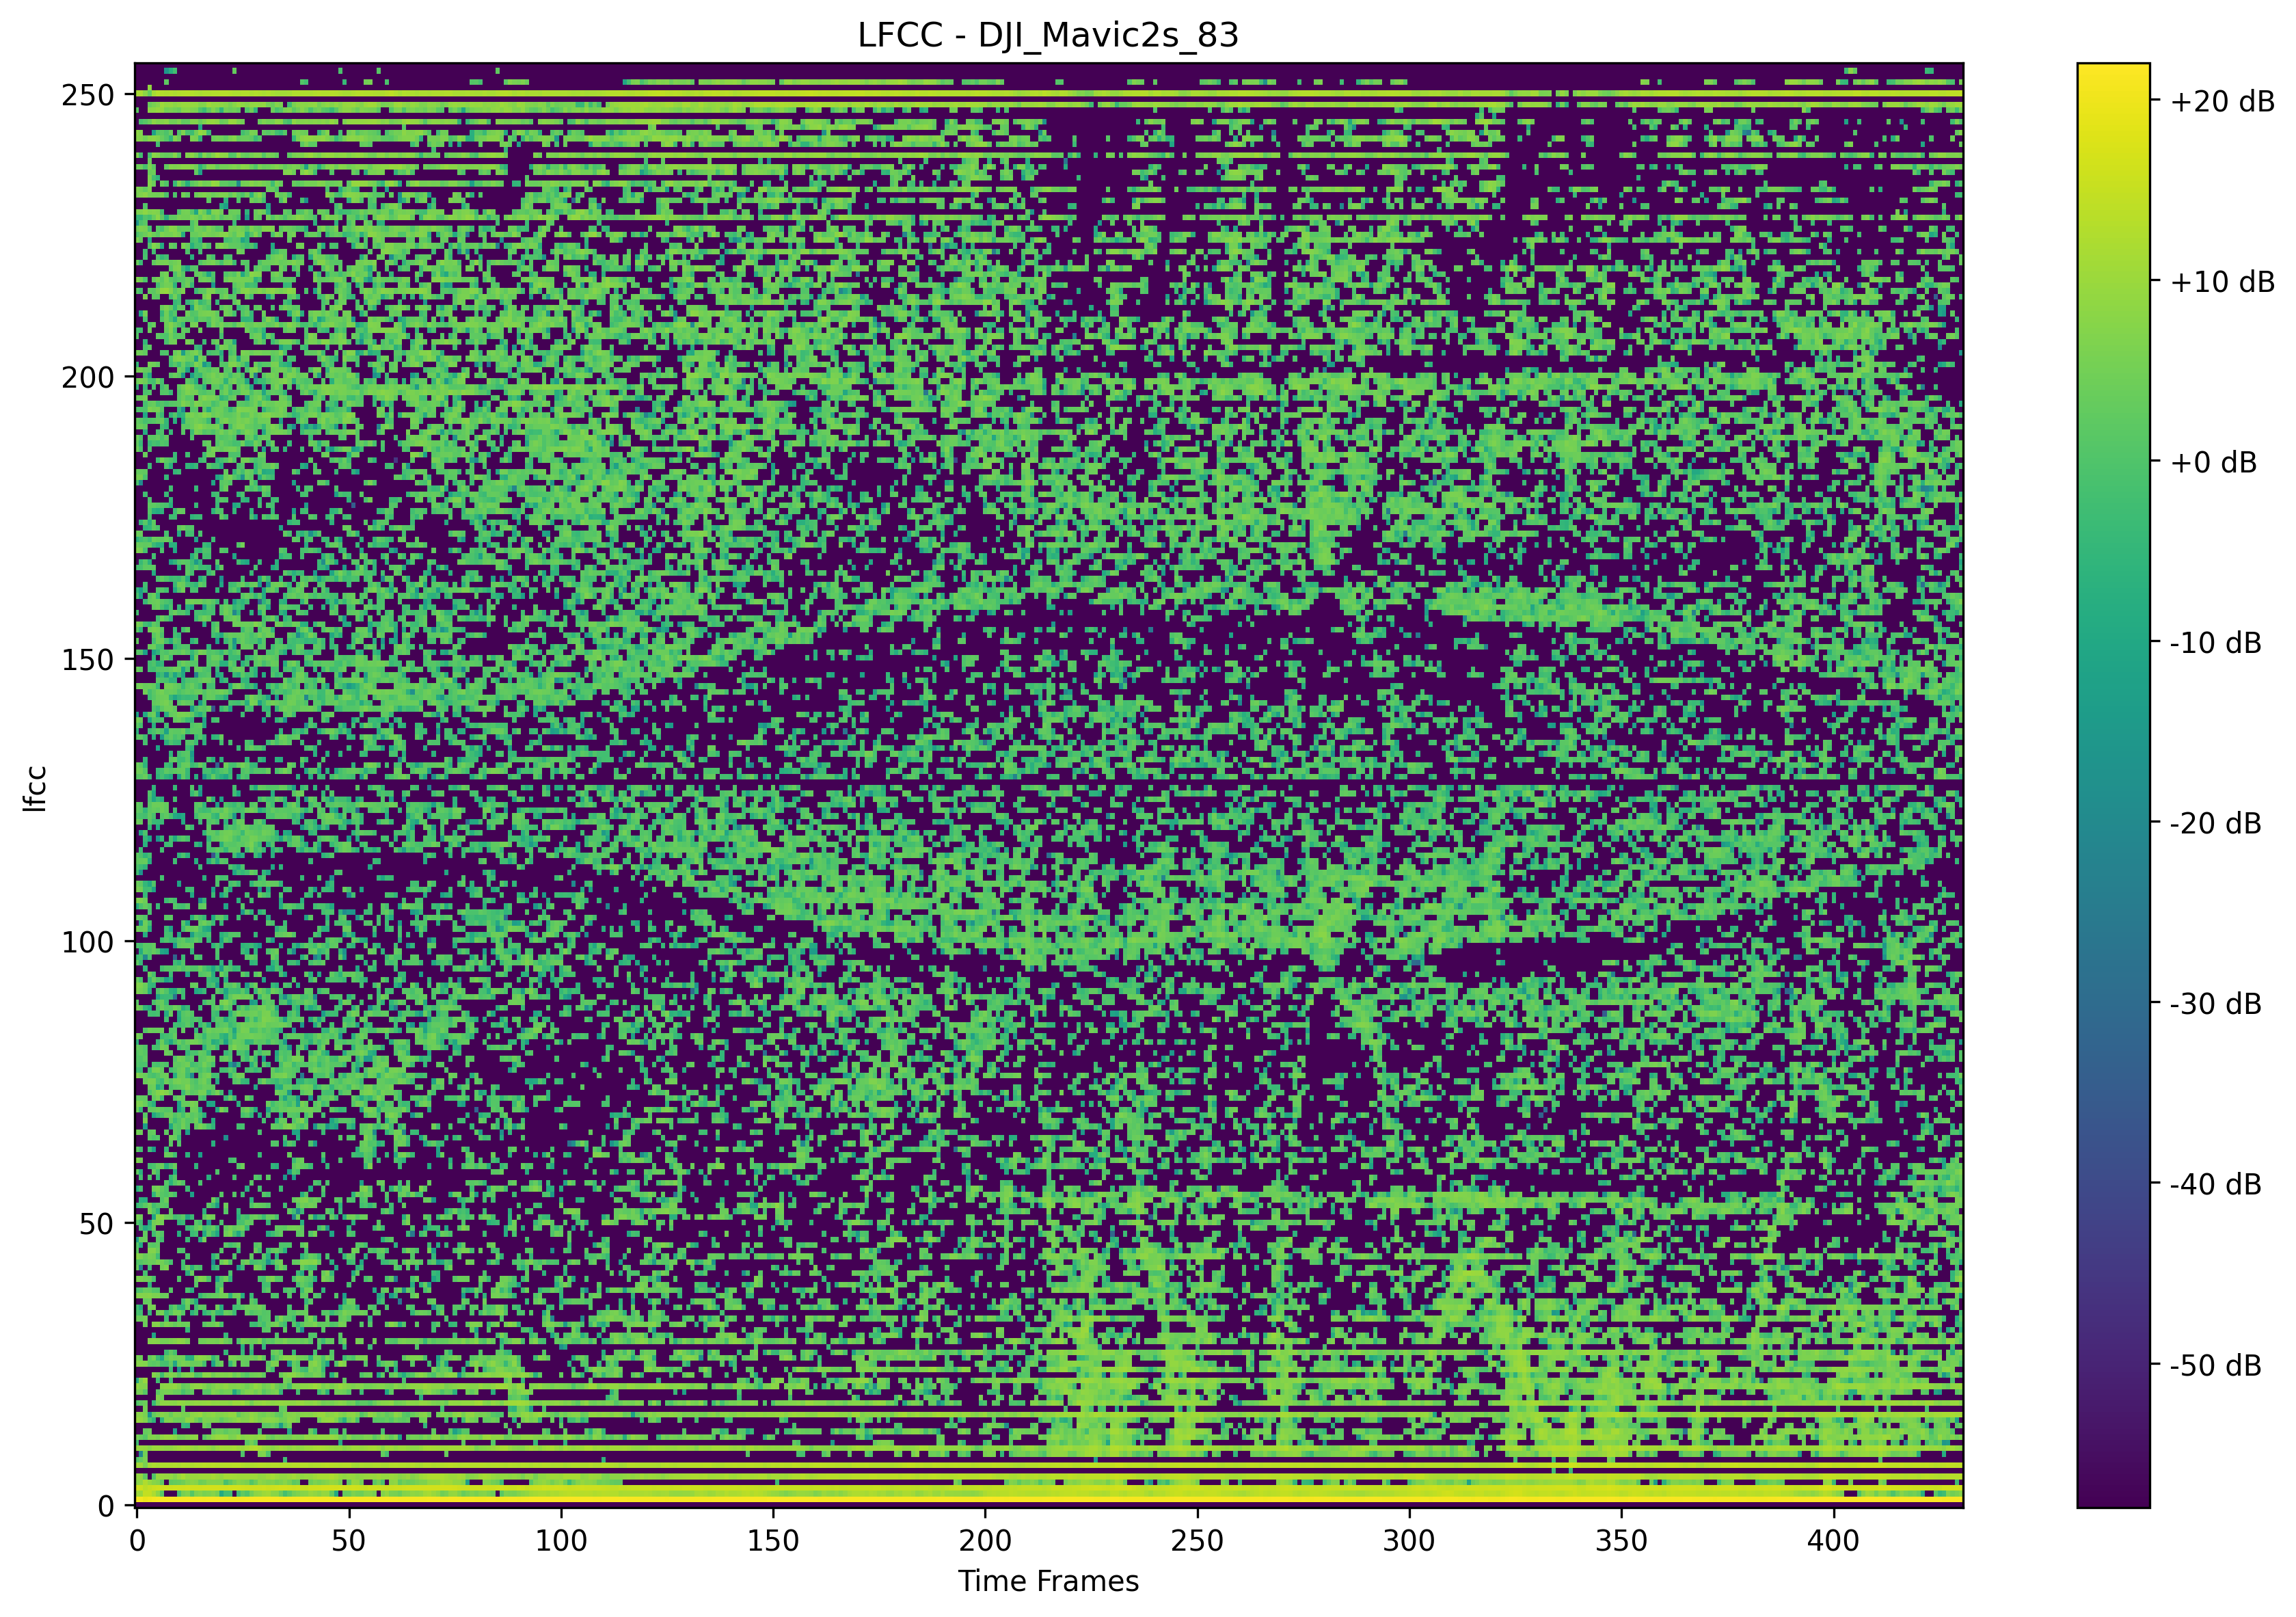 LFCC - DJI_Mavic2s_83
lfcc
250
200
150
100
50
0
0 50 100 150 200 250 300 350 400
Time Frames
+20 dB
+10 dB
+0 dB
-10 dB
-20 dB
-30 dB
-40 dB
-50 dB